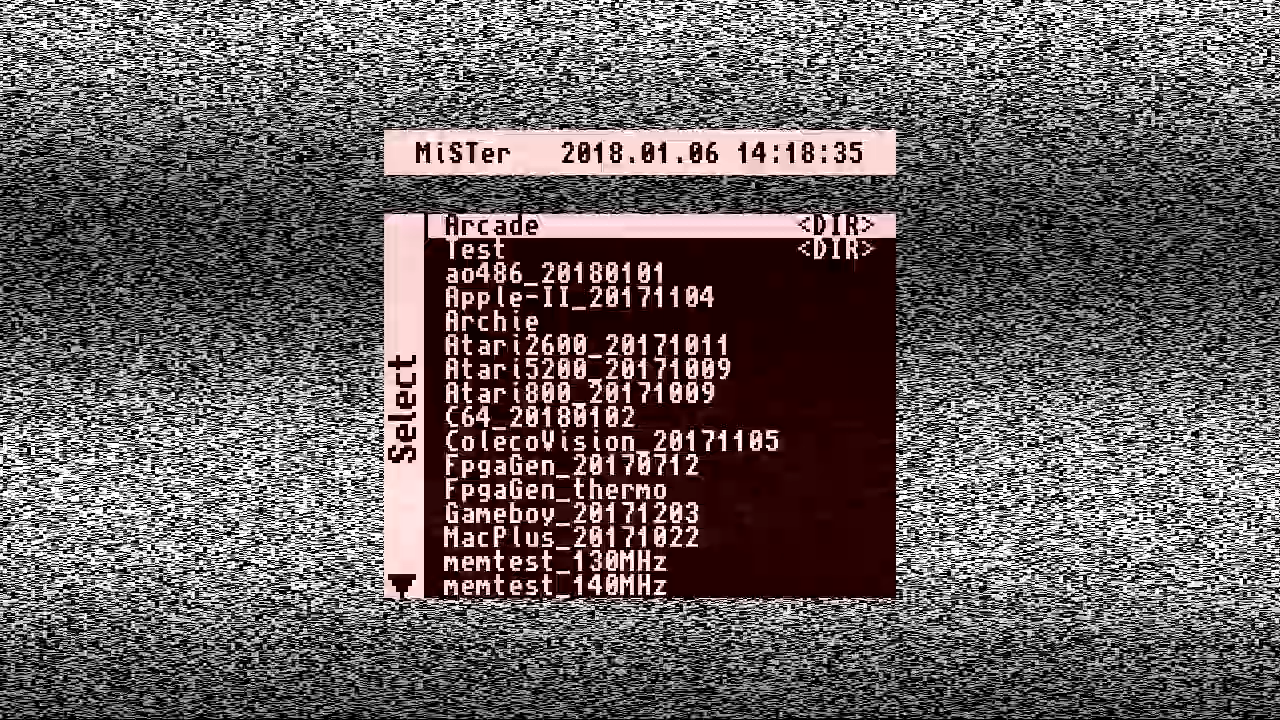 MiSTer 2018.01.06 14:18:35
Select
Arcade <DIR>
Test <DIR>
ao486_20180101
Apple-II_20171104
Archie
Atari2600_20171011
Atari5200_20171009
Atari800_20171009
C64_20180102
ColecoVision_20171105
FpgaGen_20170712
FpgaGen_thermo
Gameboy_20171203
MacPlus_20171022
memtest_130MHz
memtest_140MHz